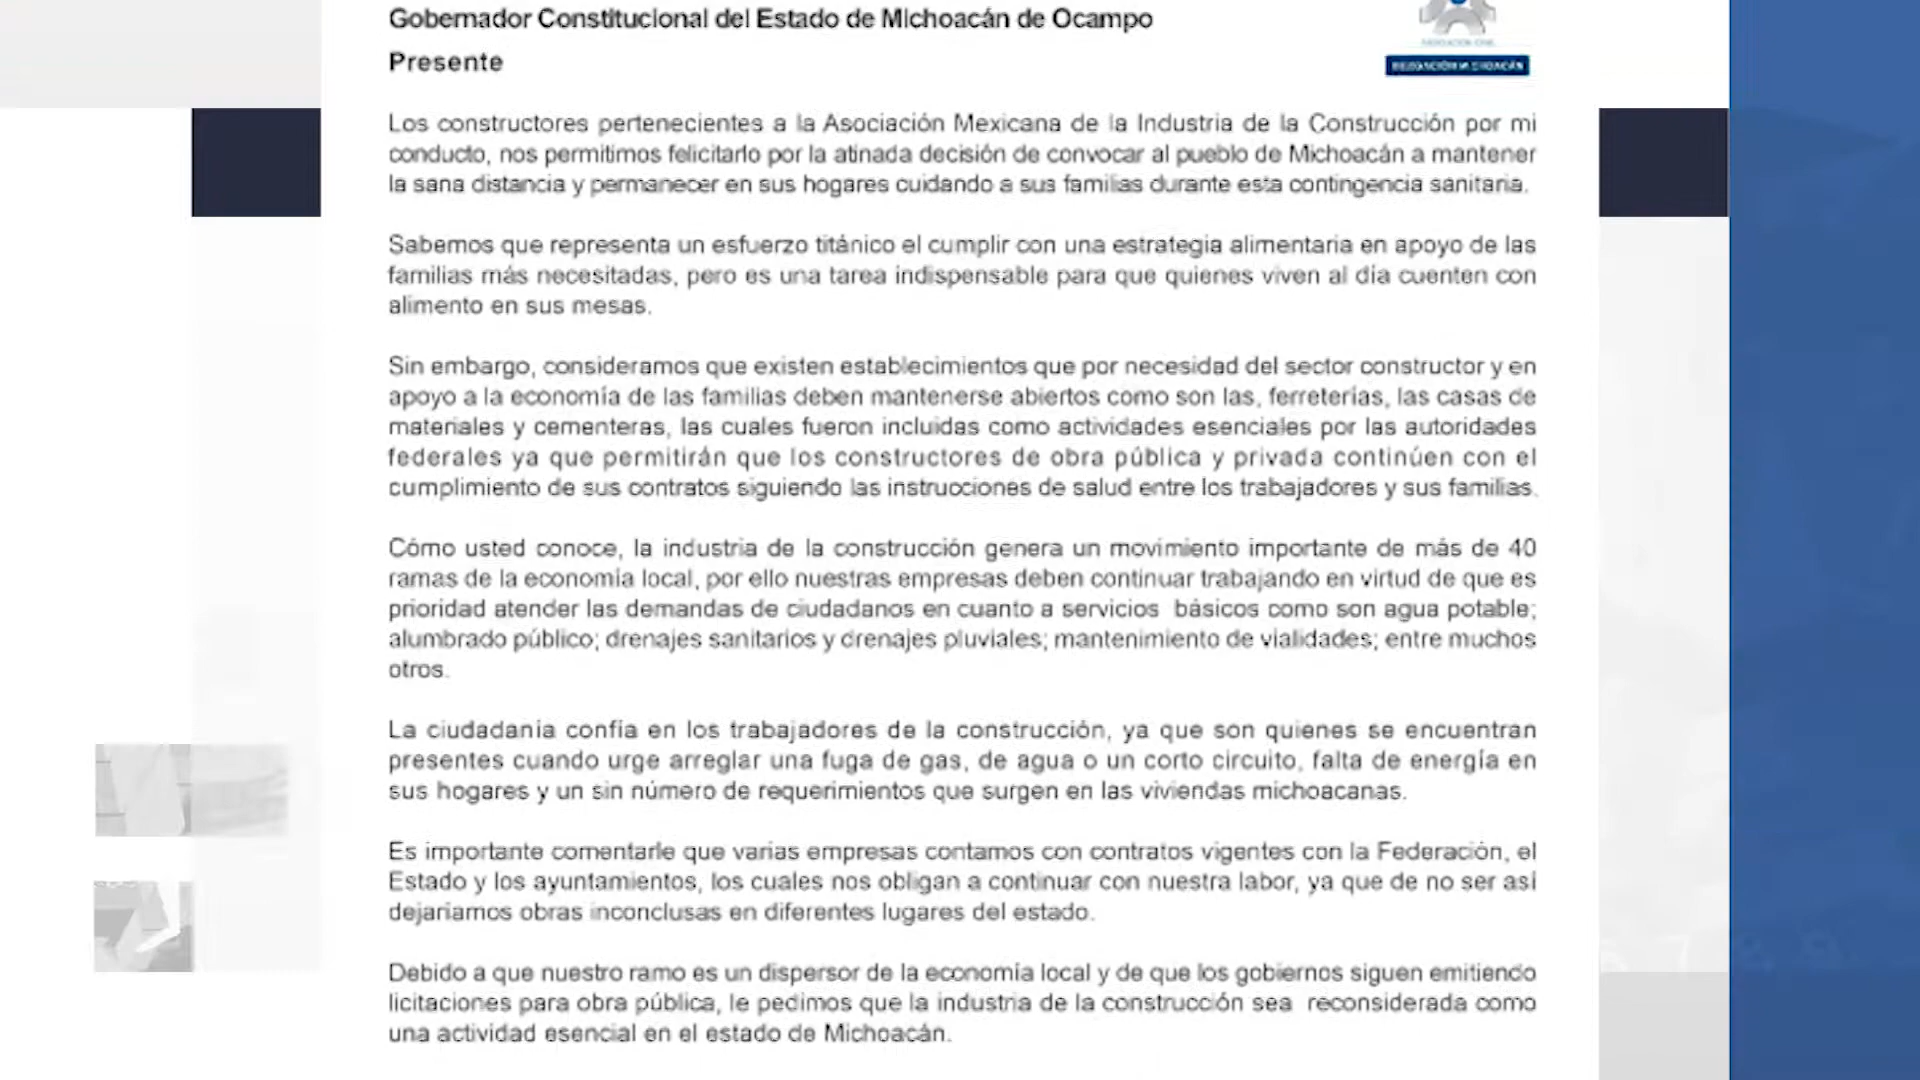 Gobernador Constitucional del Estado de Michoacán de Ocampo
Presente
DELEGACIÓN MICHOACÁN
Los constructores pertenecientes a la Asociación Mexicana de la Industria de la Construcción por mi
conducto, nos permitimos felicitarlo por la atinada decisión de convocar al pueblo de Michoacán a mantener
la sana distancia y permanecer en sus hogares cuidando a sus familias durante esta contingencia sanitaria.
Sabemos que representa un esfuerzo titánico el cumplir con una estrategia alimentaria en apoyo de las
familias más necesitadas, pero es una tarea indispensable para que quienes viven al día cuenten con
alimento en sus mesas.
Sin embargo, consideramos que existen establecimientos que por necesidad del sector constructor y en
apoyo a la economía de las familias deben mantenerse abiertos como son las, ferreterías, las casas de
materiales y cementeras, las cuales fueron incluidas como actividades esenciales por las autoridades
federales ya que permitirán que los constructores de obra pública y privada continúen con el
cumplimiento de sus contratos siguiendo las instrucciones de salud entre los trabajadores y sus familias.
Cómo usted conoce, la industria de la construcción genera un movimiento importante de más de 40
ramas de la economía local, por ello nuestras empresas deben continuar trabajando en virtud de que es
prioridad atender las demandas de ciudadanos en cuanto a servicios básicos como son agua potable;
alumbrado público; drenajes sanitarios y drenajes pluviales; mantenimiento de vialidades; entre muchos
otros.
La ciudadanía confía en los trabajadores de la construcción, ya que son quienes se encuentran
presentes cuando urge arreglar una fuga de gas, de agua o un corto circuito, falta de energía en
sus hogares y un sin número de requerimientos que surgen en las viviendas michoacanas.
Es importante comentarle que varias empresas contamos con contratos vigentes con la Federación, el
Estado y los ayuntamientos, los cuales nos obligan a continuar con nuestra labor, ya que de no ser así
dejaríamos obras inconclusas en diferentes lugares del estado.
Debido a que nuestro ramo es un dispersor de la economía local y de que los gobiernos siguen emitiendo
licitaciones para obra pública, le pedimos que la industria de la construcción sea reconsiderada como
una actividad esencial en el estado de Michoacán.